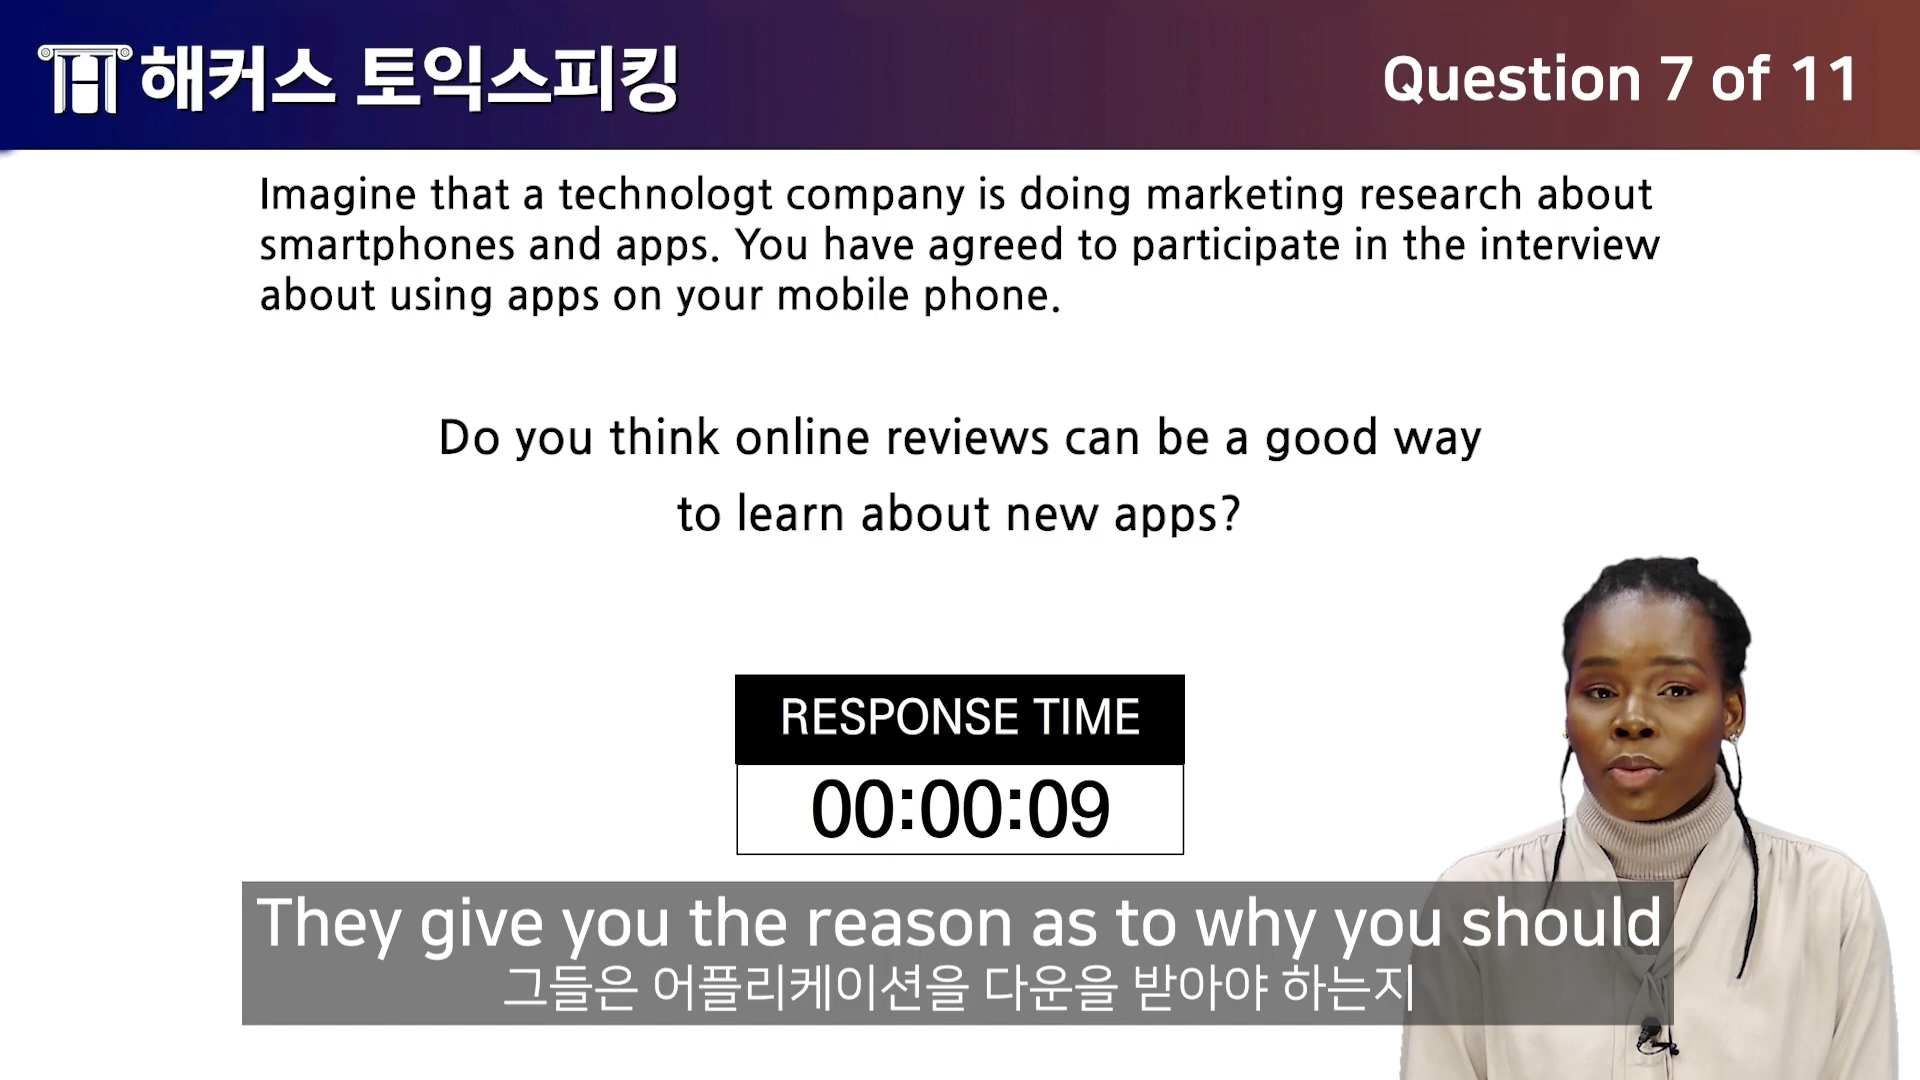 해커스 토익스피킹
Question 7 of 11
Imagine that a technologt company is doing marketing research about
smartphones and apps. You have agreed to participate in the interview
about using apps on your mobile phone.
Do you think online reviews can be a good way
to learn about new apps?
RESPONSE TIME
00:00:09
They give you the reason as to why you should
그들은 어플리케이션을 다운을 받아야 하는지